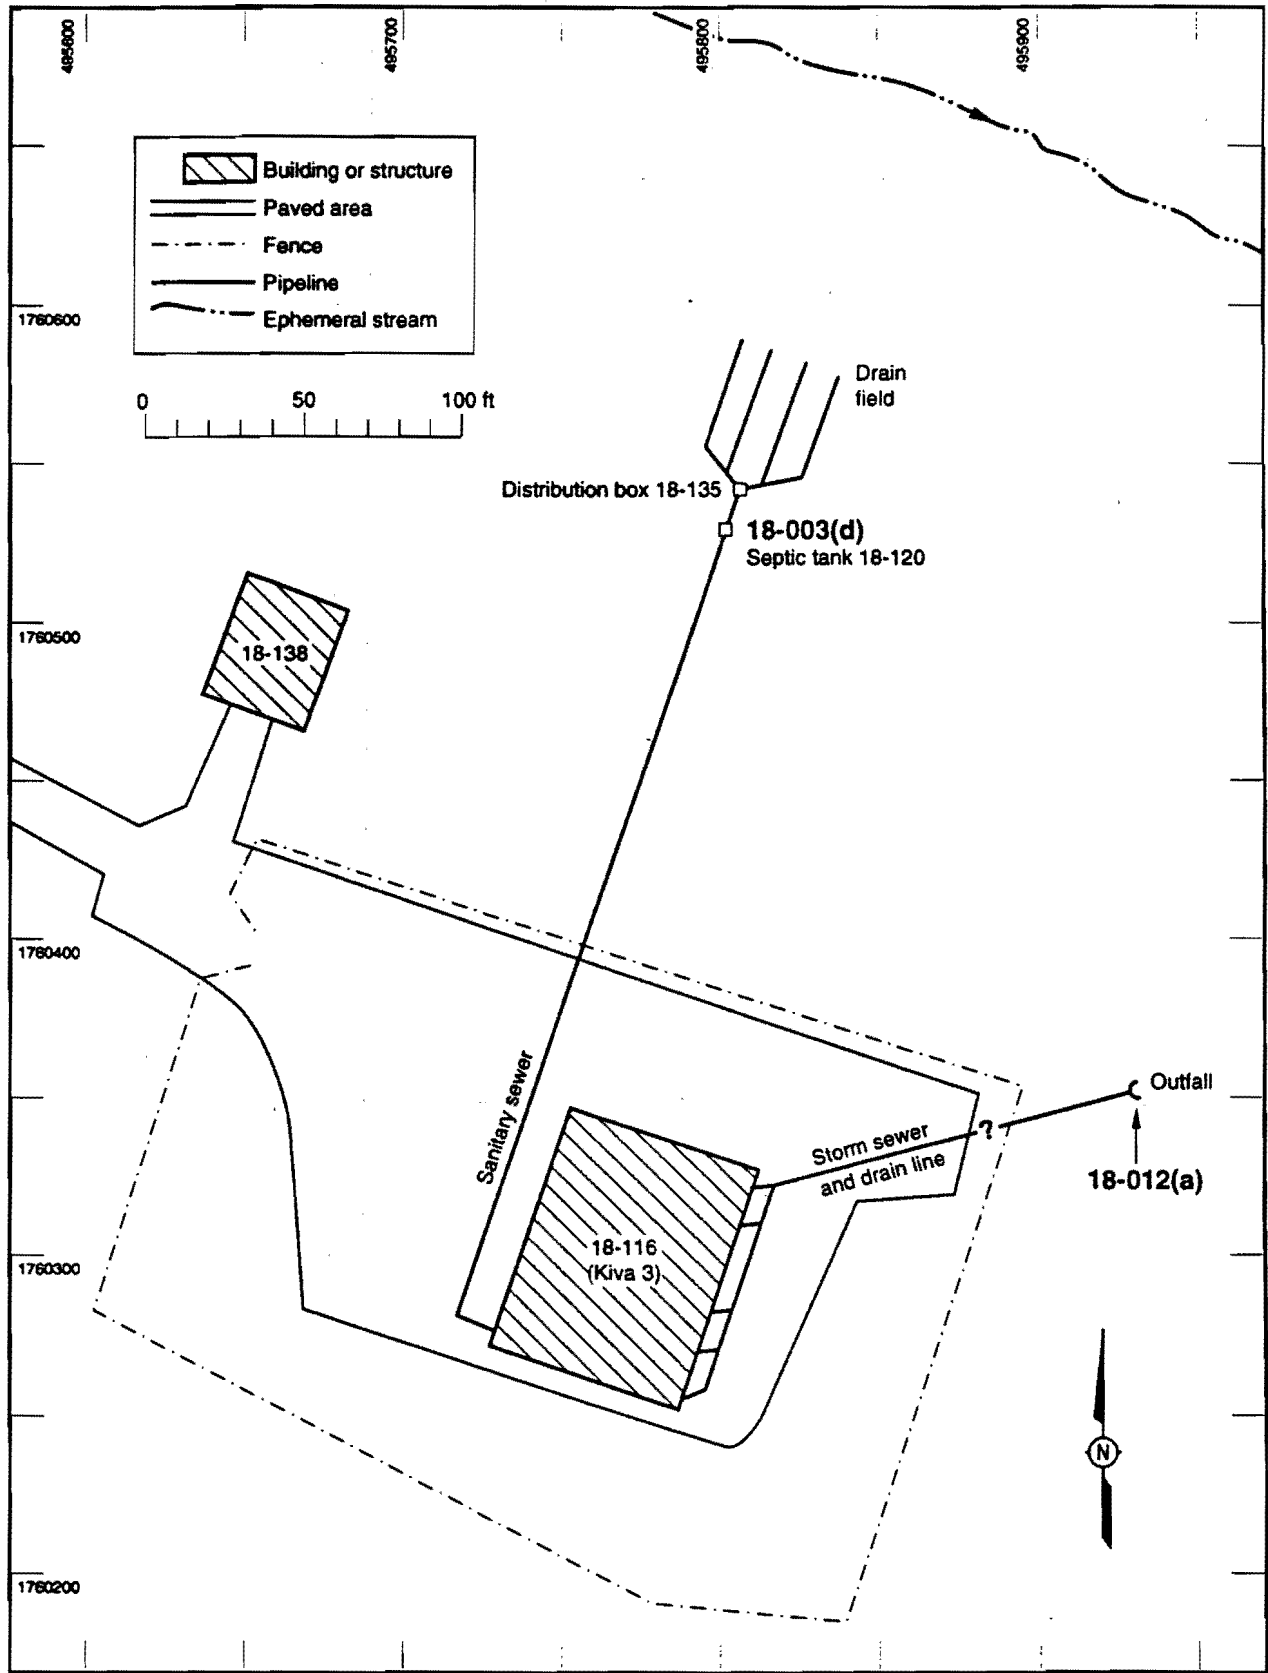 495600
495700
495800
495900
Building or structure
Paved area
Fence
Pipeline
Ephemeral stream
1760600
0 50 100 ft
Drain
field
Distribution box 18-135
18-003(d)
Septic tank 18-120
1760500
18-138
1760400
Sanitary sewer
Outfall
?
Storm sewer
and drain line
18-012(a)
18-116
(Kiva 3)
1760300
N
1760200